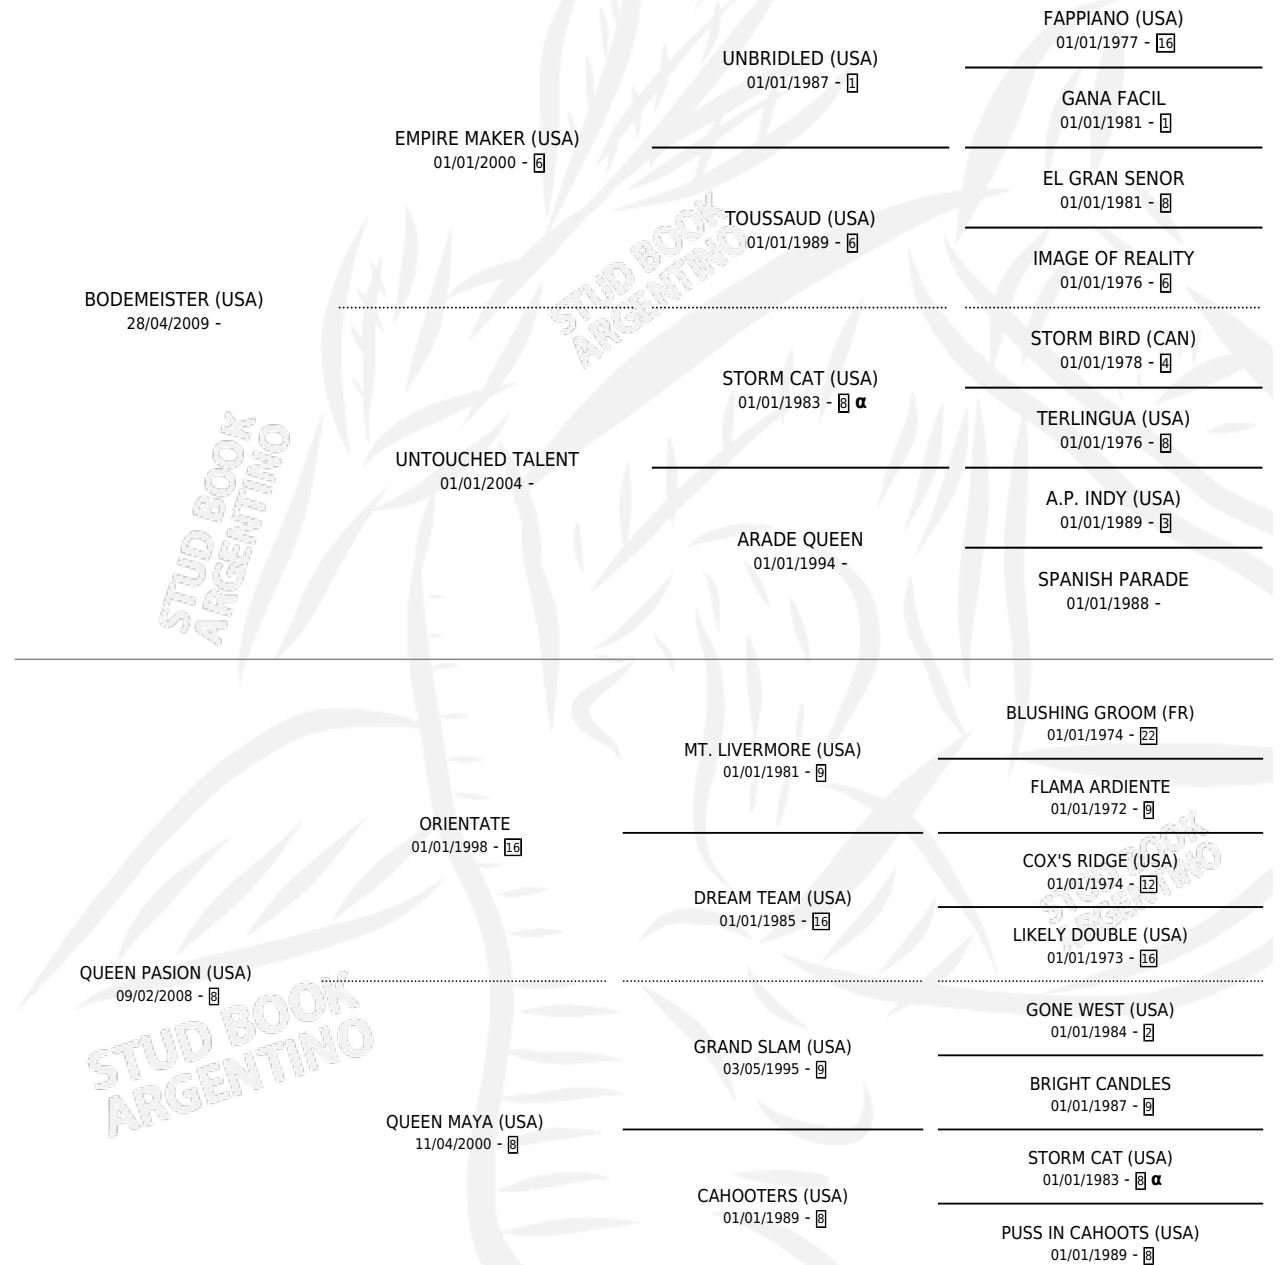 FAPPIANO (USA)
01/01/1977 - 16
UNBRIDLED (USA)
01/01/1987 - 1
GANA FACIL
01/01/1981 - 1
EMPIRE MAKER (USA)
01/01/2000 - 6
EL GRAN SENOR
01/01/1981 - 8
TOUSSAUD (USA)
01/01/1989 - 6
IMAGE OF REALITY
01/01/1976 - 6
STUD BOOK
ARGENTINO
BODEMEISTER (USA)
28/04/2009 -
STORM BIRD (CAN)
01/01/1978 - 4
STORM CAT (USA)
01/01/1983 - 8 α
TERLINGUA (USA)
01/01/1976 - 8
UNTOUCHED TALENT
01/01/2004 -
A.P. INDY (USA)
01/01/1989 - 3
ARADE QUEEN
01/01/1994 -
SPANISH PARADE
01/01/1988 -
STUD BOOK
ARGENTINO
BLUSHING GROOM (FR)
01/01/1974 - 22
MT. LIVERMORE (USA)
01/01/1981 - 9
FLAMA ARDIENTE
01/01/1972 - 9
ORIENTATE
01/01/1998 - 16
COX'S RIDGE (USA)
01/01/1974 - 12
STUD BOOK
ARGENTINO
DREAM TEAM (USA)
01/01/1985 - 16
LIKELY DOUBLE (USA)
01/01/1973 - 16
QUEEN PASION (USA)
09/02/2008 - 8
STUD BOOK
ARGENTINO
GONE WEST (USA)
01/01/1984 - 2
GRAND SLAM (USA)
03/05/1995 - 9
BRIGHT CANDLES
01/01/1987 - 9
QUEEN MAYA (USA)
11/04/2000 - 8
STORM CAT (USA)
01/01/1983 - 8 α
CAHOOTERS (USA)
01/01/1989 - 8
PUSS IN CAHOOTS (USA)
01/01/1989 - 8